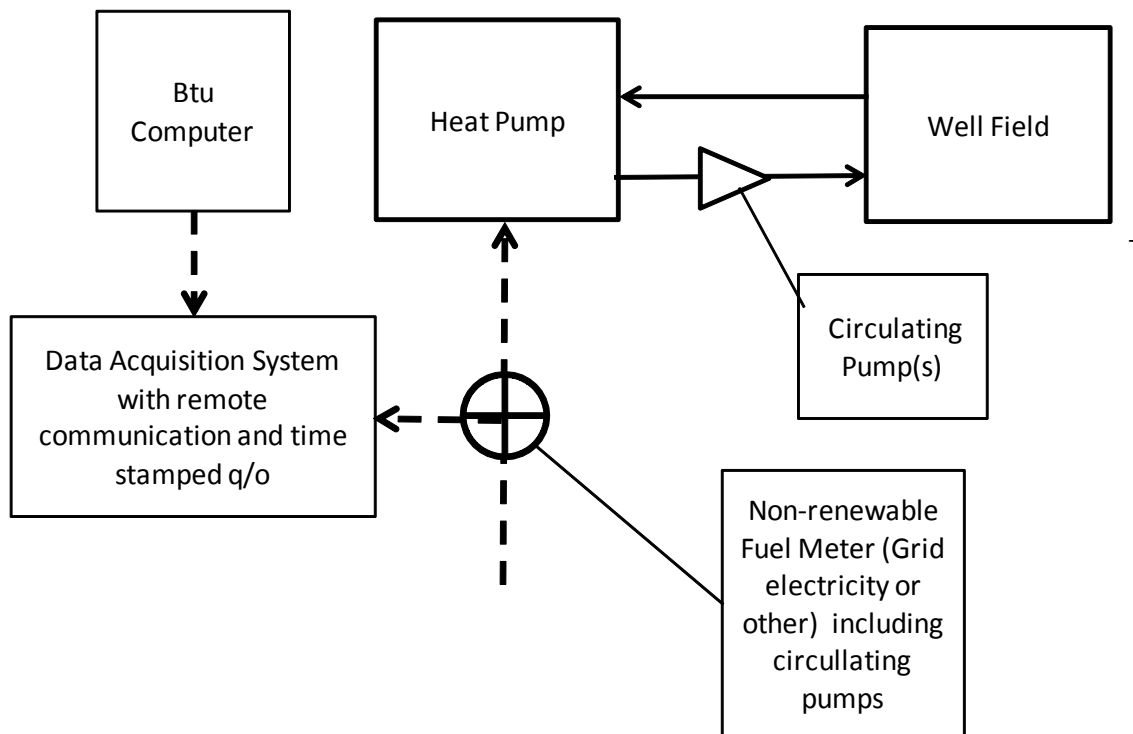 Btu
Computer
Heat Pump
Well Field
Circulating
Pump(s)
Data Acquisition System
with remote
communication and time
stamped q/o
Non-renewable
Fuel Meter (Grid
electricity or
other)  including
circullating
pumps